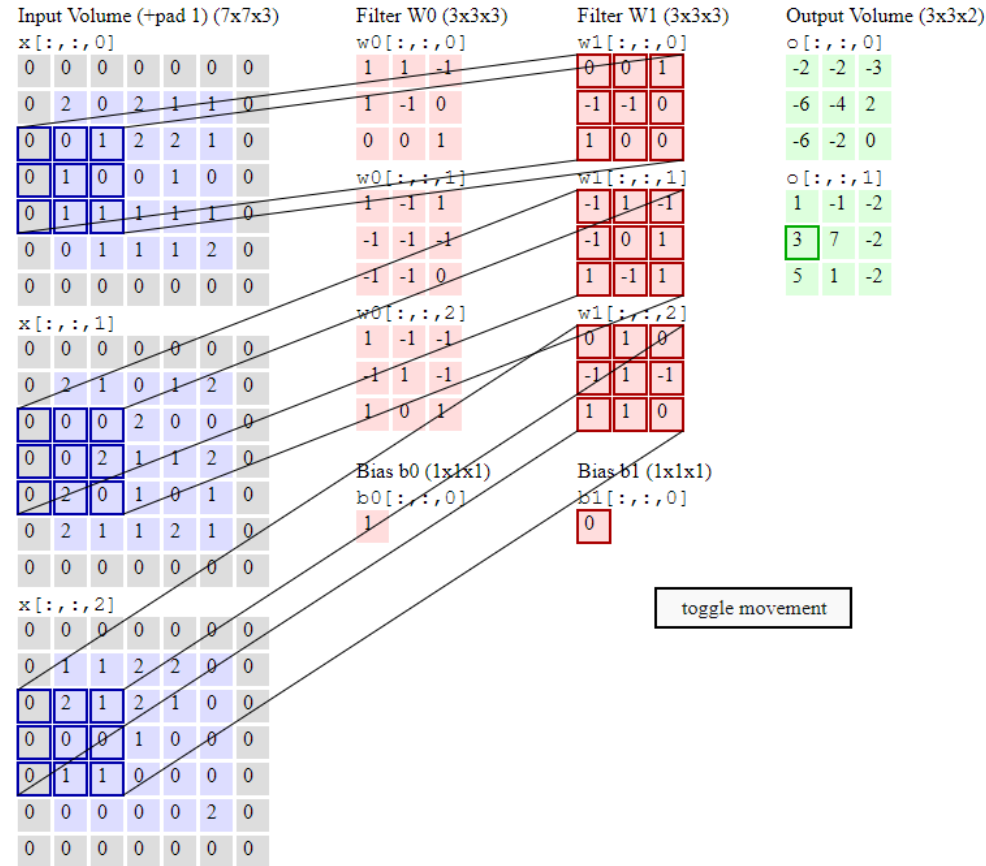 Input Volume (+pad 1) (7x7x3) Filter W0 (3x3x3) Filter W1 (3x3x3) Output Volume (3x3x2)
x[:,:,0] w0[:,:,0] w1[:,:,0] o[:,:,0]
0 0 0 0 0 0 0 1 1 -1 0 0 1 -2 -2 -3
0 2 0 2 1 1 0 1 -1 0 -1 -1 0 -6 -4 2
0 0 1 2 2 1 0 0 0 1 1 0 0 -6 -2 0
0 1 0 0 1 0 0 w0[:,:,1] w1[:,:,1] o[:,:,1]
0 1 1 1 1 1 0 1 -1 1 -1 1 -1 1 -1 -2
0 0 1 1 1 2 0 -1 -1 -1 -1 0 1 3 7 -2
0 0 0 0 0 0 0 -1 -1 0 1 -1 1 5 1 -2
x[:,:,1] w0[:,:,2] w1[:,:,2]
0 0 0 0 0 0 0 1 -1 -1 0 1 0
0 2 1 0 1 2 0 -1 1 -1 -1 1 -1
0 0 0 2 0 0 0 1 0 1 1 1 0
0 0 2 1 1 2 0 Bias b0 (1x1x1) Bias b1 (1x1x1)
0 2 0 1 0 1 0 b0[:,:,0] b1[:,:,0]
0 2 1 1 2 1 0 1 0
0 0 0 0 0 0 0
toggle movement
x[:,:,2]
0 0 0 0 0 0 0
0 1 1 2 2 0 0
0 2 1 2 1 0 0
0 0 0 1 0 0 0
0 1 1 0 0 0 0
0 0 0 0 0 2 0
0 0 0 0 0 0 0